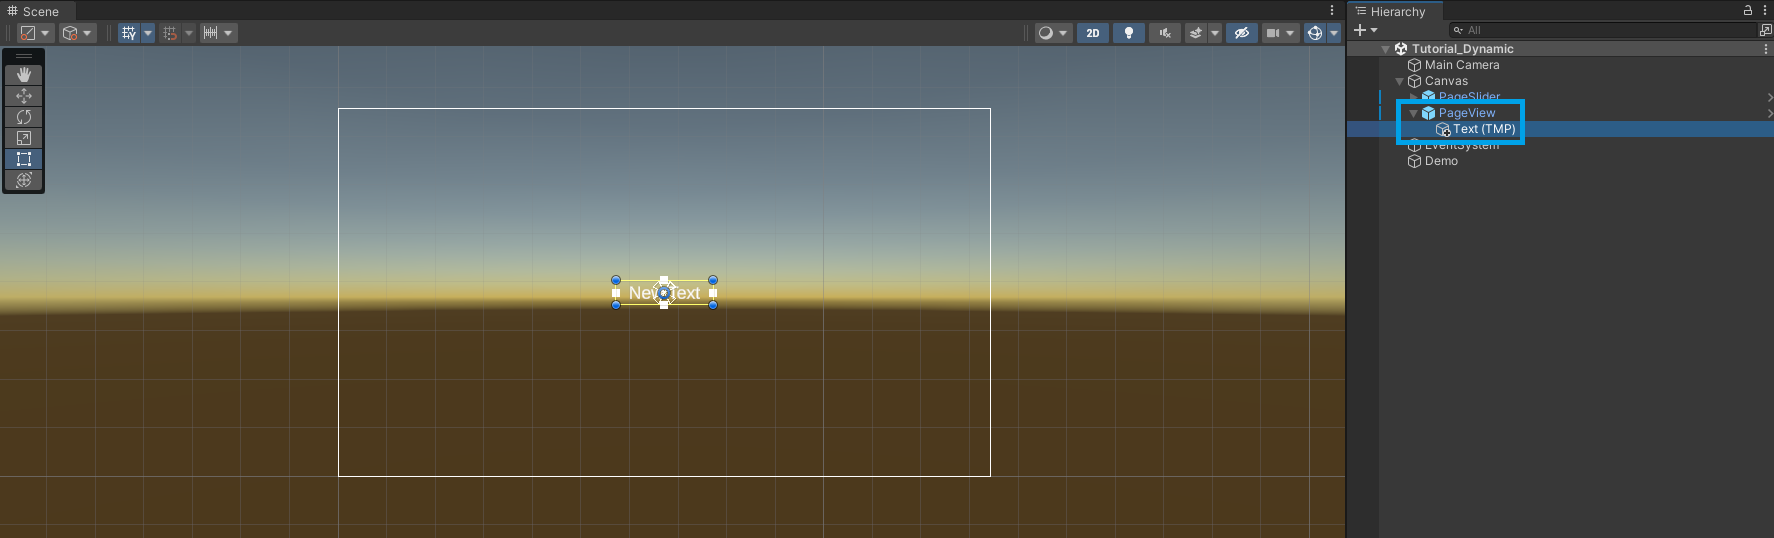 Scene
Hierarchy
2D
All
Tutorial_Dynamic
Main Camera
Canvas
PageSlider
PageView
Text (TMP)
EventSystem
Demo
New Text